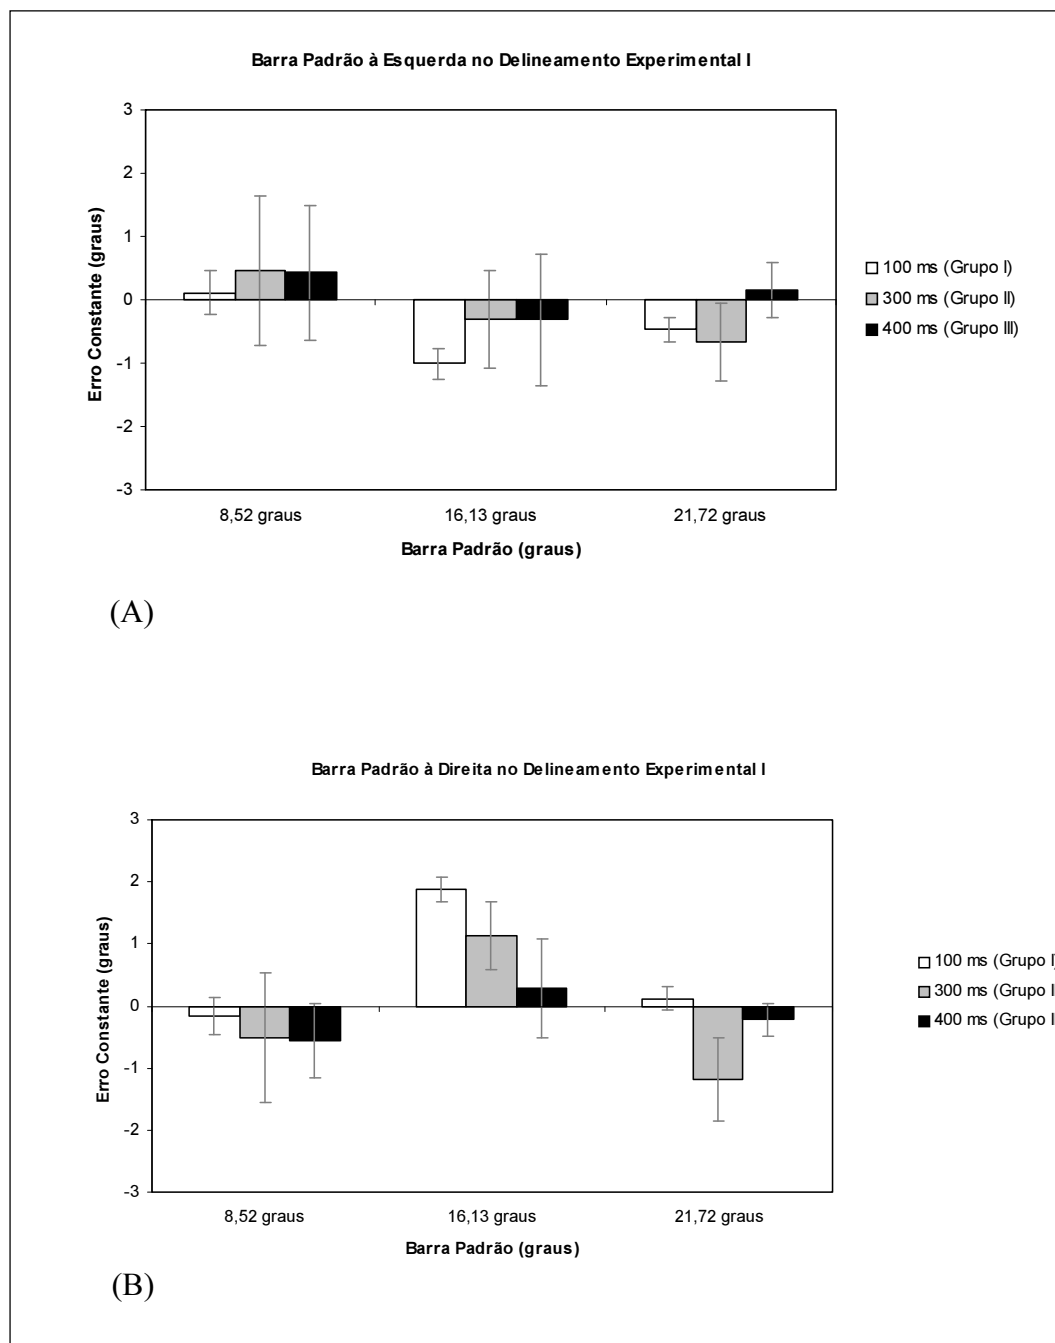 Barra Padrão à Esquerda no Delineamento Experimental I
3
2
1
0
-1
-2
-3
Erro Constante (graus)
8,52 graus 16,13 graus 21,72 graus
Barra Padrão (graus)
100 ms (Grupo I)
300 ms (Grupo II)
400 ms (Grupo III)
(A)
Barra Padrão à Direita no Delineamento Experimental I
3
2
1
0
-1
-2
-3
Erro Constante (graus)
8,52 graus 16,13 graus 21,72 graus
Barra Padrão (graus)
100 ms (Grupo I)
300 ms (Grupo I
400 ms (Grupo I
(B)